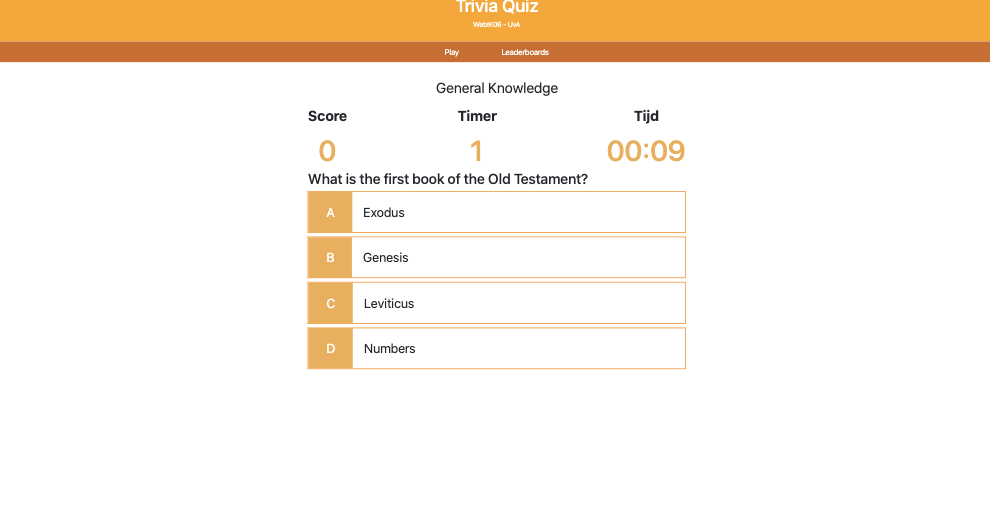 Trivia Quiz
WebIK06 - UvA
Play Leaderboards
General Knowledge
Score Timer Tijd
0 1 00:09
What is the first book of the Old Testament?
A Exodus
B Genesis
C Leviticus
D Numbers